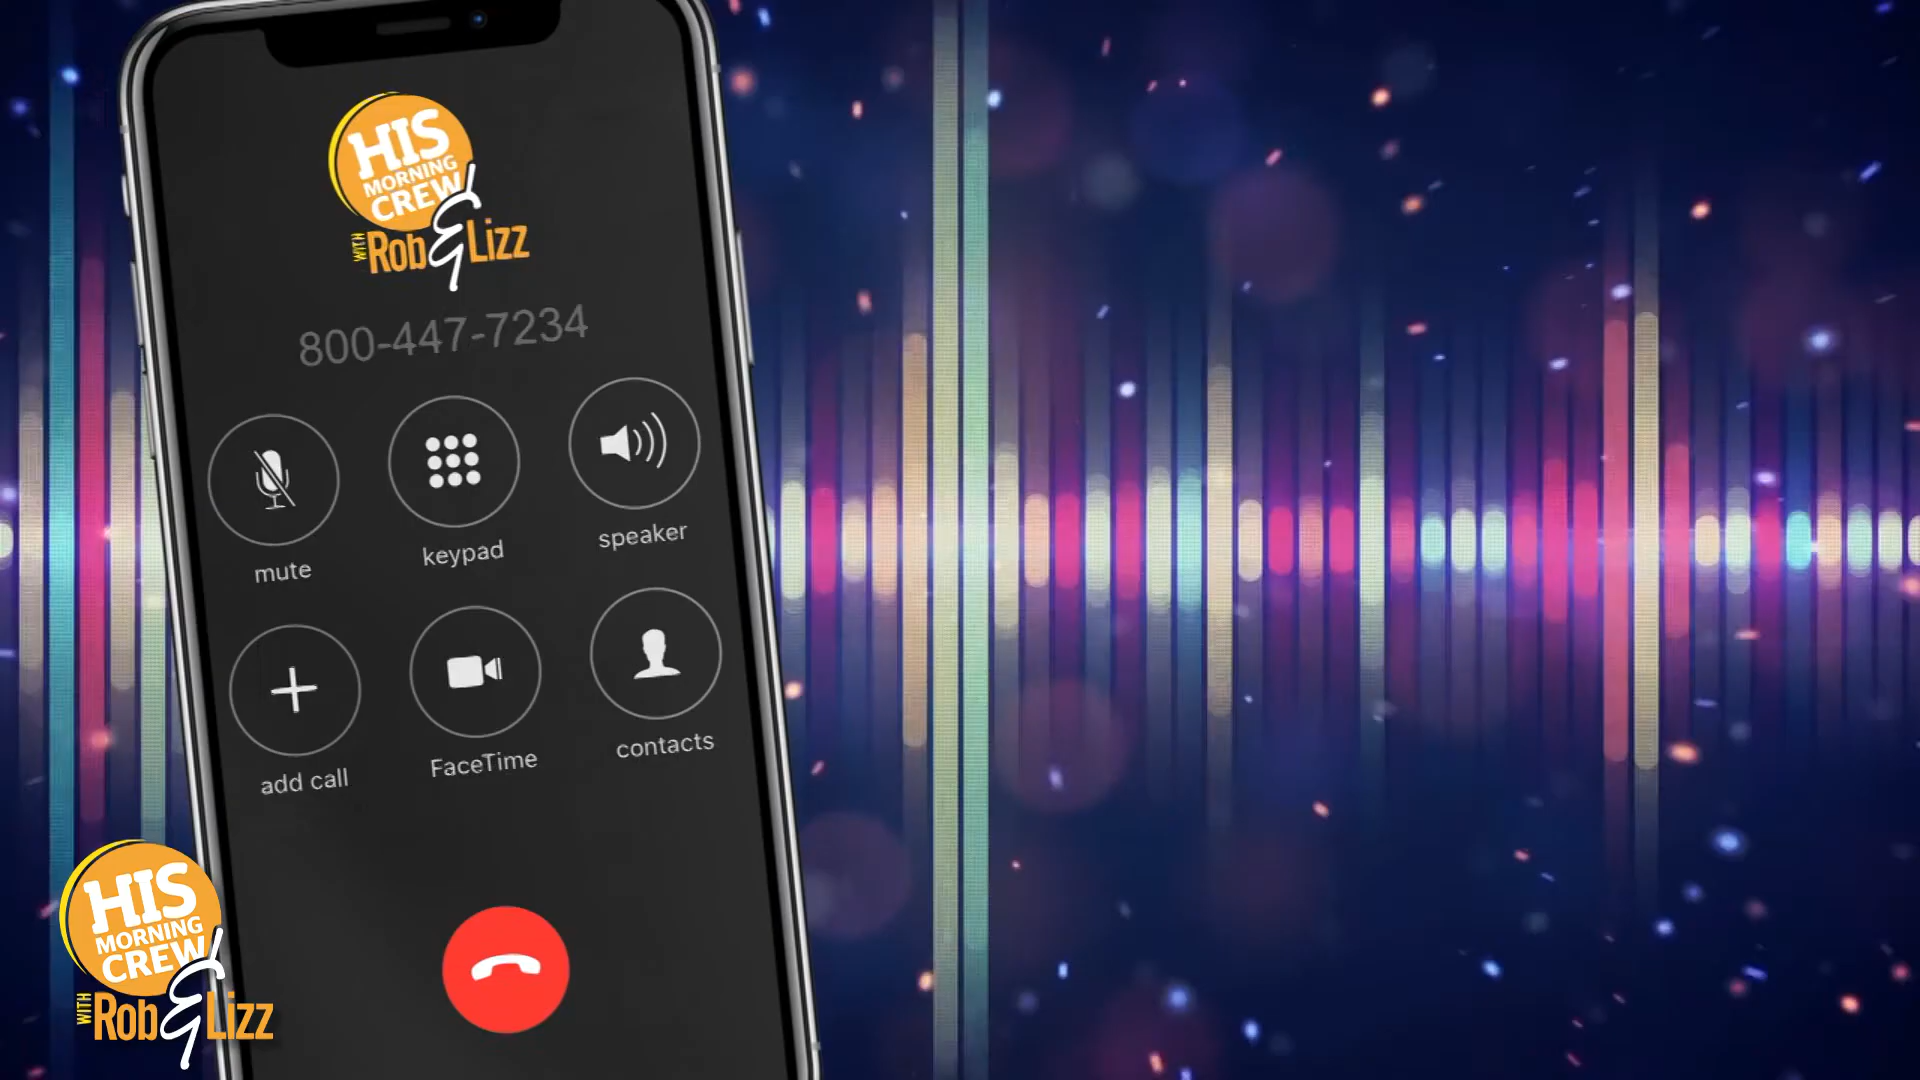 HIS
MORNING
CREW
WITH Rob & Lizz
800-447-7234
mute
keypad
speaker
add call
FaceTime
contacts
HIS
MORNING
CREW
WITH Rob & Lizz